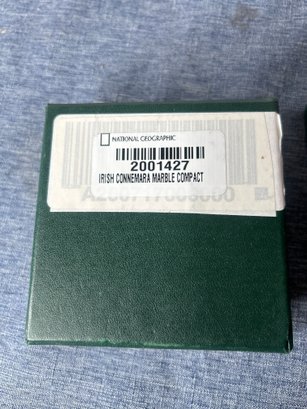 NATIONAL GEOGRAPHIC
2001427
IRISH CONNEMARA MARBLE COMPACT